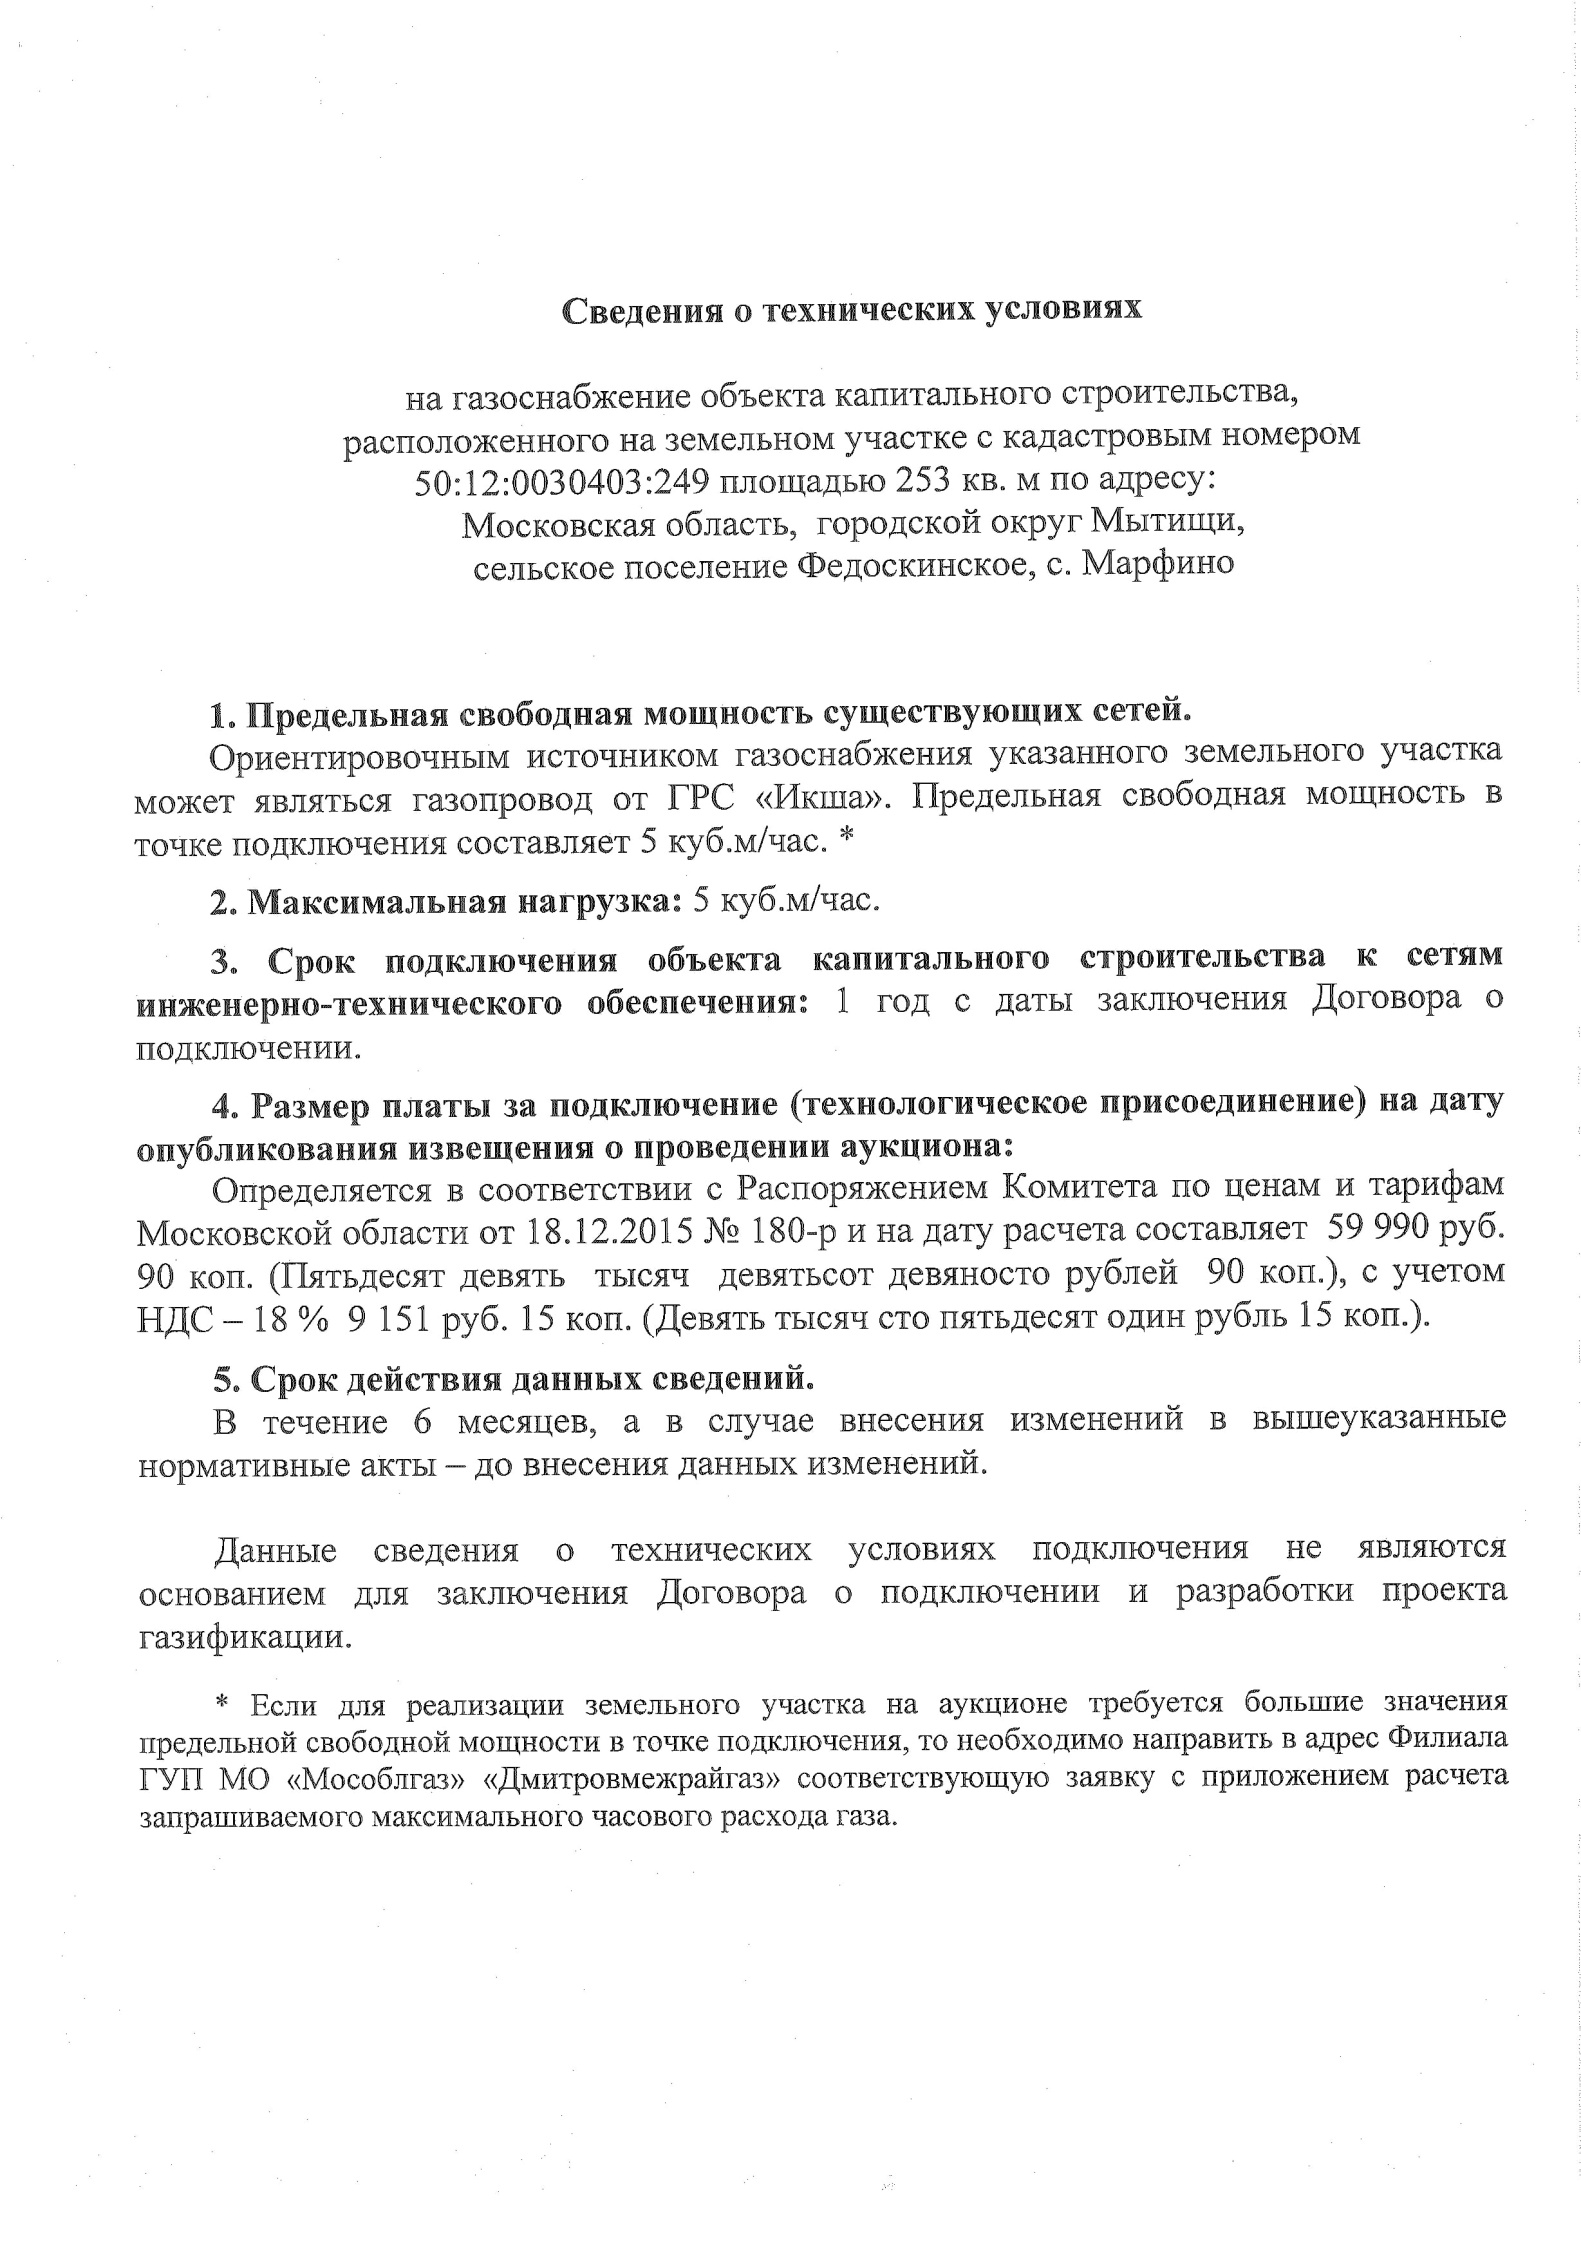 Сведения о технических условиях
на газоснабжение объекта капитального строительства,
расположенного на земельном участке с кадастровым номером
50:12:0030403:249 площадью 253 кв. м по адресу:
Московская область, городской округ Мытищи,
сельское поселение Федоскинское, с. Марфино
1. Предельная свободная мощность существующих сетей.
Ориентировочным источником газоснабжения указанного земельного участка
может являться газопровод от ГРС «Икша». Предельная свободная мощность в
точке подключения составляет 5 куб.м/час. *
2. Максимальная нагрузка: 5 куб.м/час.
3. Срок подключения объекта капитального строительства к сетям
инженерно-технического обеспечения: 1 год с даты заключения Договора о
подключении.
4. Размер платы за подключение (технологическое присоединение) на дату
опубликования извещения о проведении аукциона:
Определяется в соответствии с Распоряжением Комитета по ценам и тарифам
Московской области от 18.12.2015 № 180-р и на дату расчета составляет 59 990 руб.
90 коп. (Пятьдесят девять тысяч девятьсот девяносто рублей 90 коп.), с учетом
НДС – 18 % 9 151 руб. 15 коп. (Девять тысяч сто пятьдесят один рубль 15 коп.).
5. Срок действия данных сведений.
В течение 6 месяцев, а в случае внесения изменений в вышеуказанные
нормативные акты – до внесения данных изменений.
Данные сведения о технических условиях подключения не являются
основанием для заключения Договора о подключении и разработки проекта
газификации.
* Если для реализации земельного участка на аукционе требуется большие значения
предельной свободной мощности в точке подключения, то необходимо направить в адрес Филиала
ГУП МО «Мособлгаз» «Дмитровмежрайгаз» соответствующую заявку с приложением расчета
запрашиваемого максимального часового расхода газа.